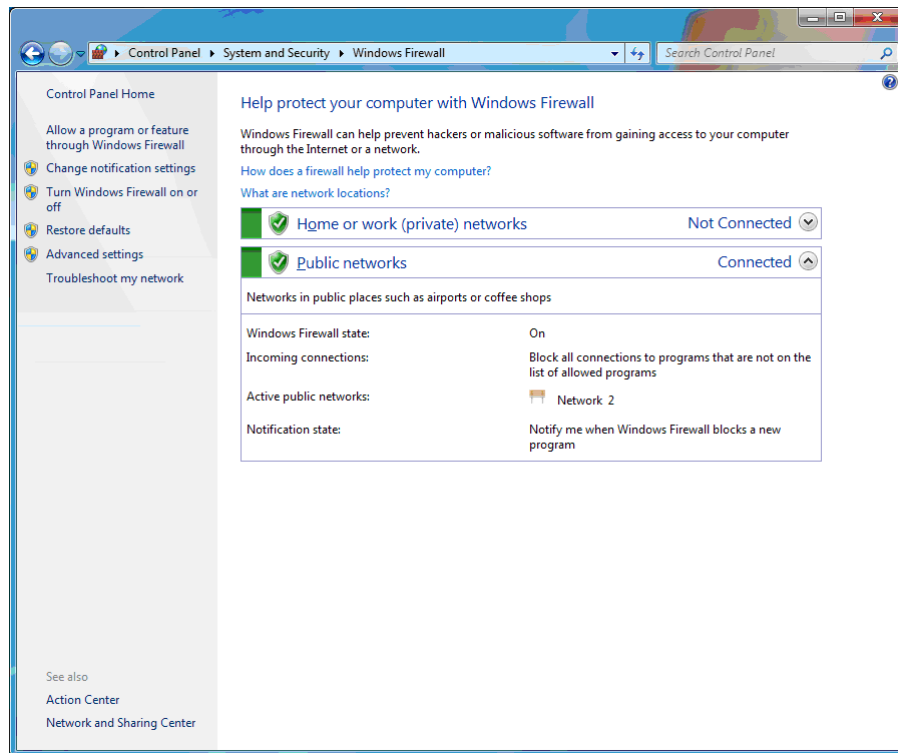 Control Panel ▸ System and Security ▸ Windows Firewall
Search Control Panel
Control Panel Home
Allow a program or feature
through Windows Firewall
Change notification settings
Turn Windows Firewall on or
off
Restore defaults
Advanced settings
Troubleshoot my network
See also
Action Center
Network and Sharing Center
Help protect your computer with Windows Firewall
Windows Firewall can help prevent hackers or malicious software from gaining access to your computer
through the Internet or a network.
How does a firewall help protect my computer?
What are network locations?
Home or work (private) networks Not Connected
Public networks Connected
Networks in public places such as airports or coffee shops
Windows Firewall state: On
Incoming connections: Block all connections to programs that are not on the
list of allowed programs
Active public networks: Network 2
Notification state: Notify me when Windows Firewall blocks a new
program